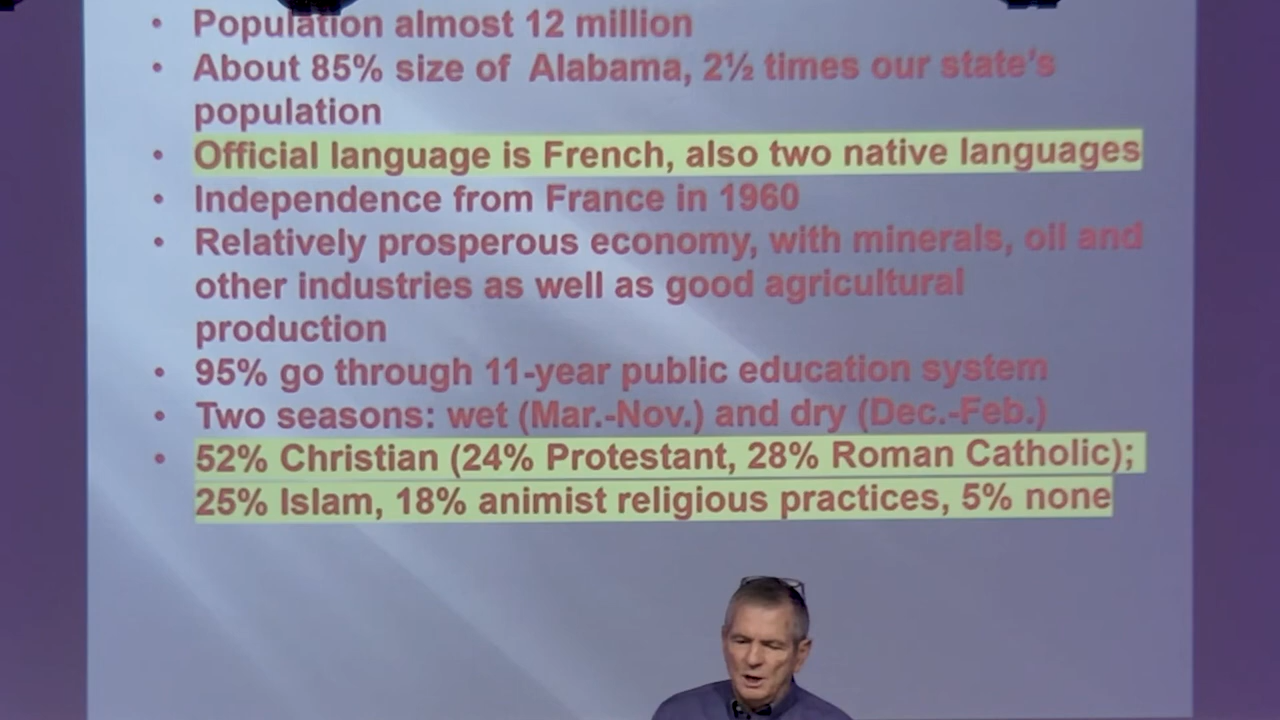 • Population almost 12 million
• About 85% size of Alabama, 2½ times our state's
population
• Official language is French, also two native languages
• Independence from France in 1960
• Relatively prosperous economy, with minerals, oil and
other industries as well as good agricultural
production
• 95% go through 11-year public education system
• Two seasons: wet (Mar.-Nov.) and dry (Dec.-Feb.)
• 52% Christian (24% Protestant, 28% Roman Catholic);
25% Islam, 18% animist religious practices, 5% none